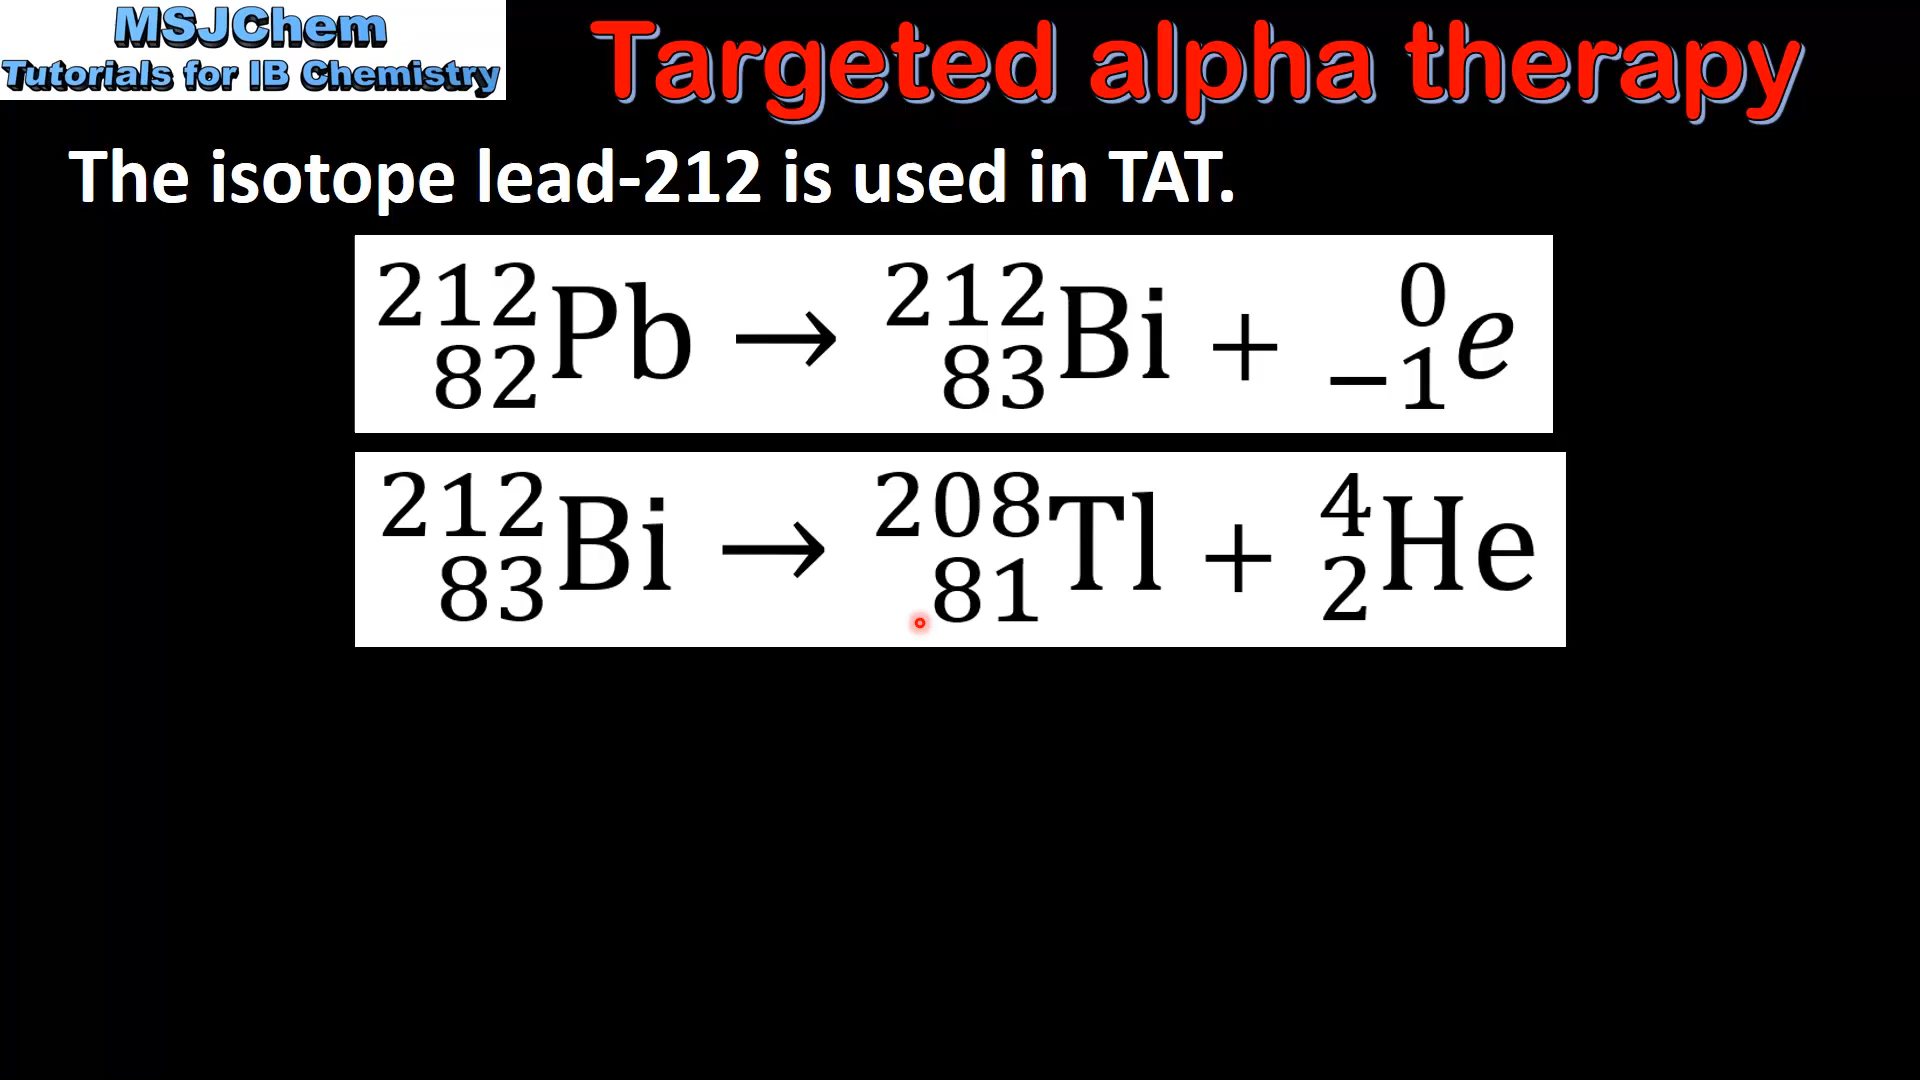 MSJChem
Tutorials for IB Chemistry
Targeted alpha therapy
The isotope lead-212 is used in TAT.
²¹²₈₂Pb → ²¹²₈₃Bi + ⁰₋₁e
²¹²₈₃Bi → ²⁰⁸₈₁Tl + ⁴₂He